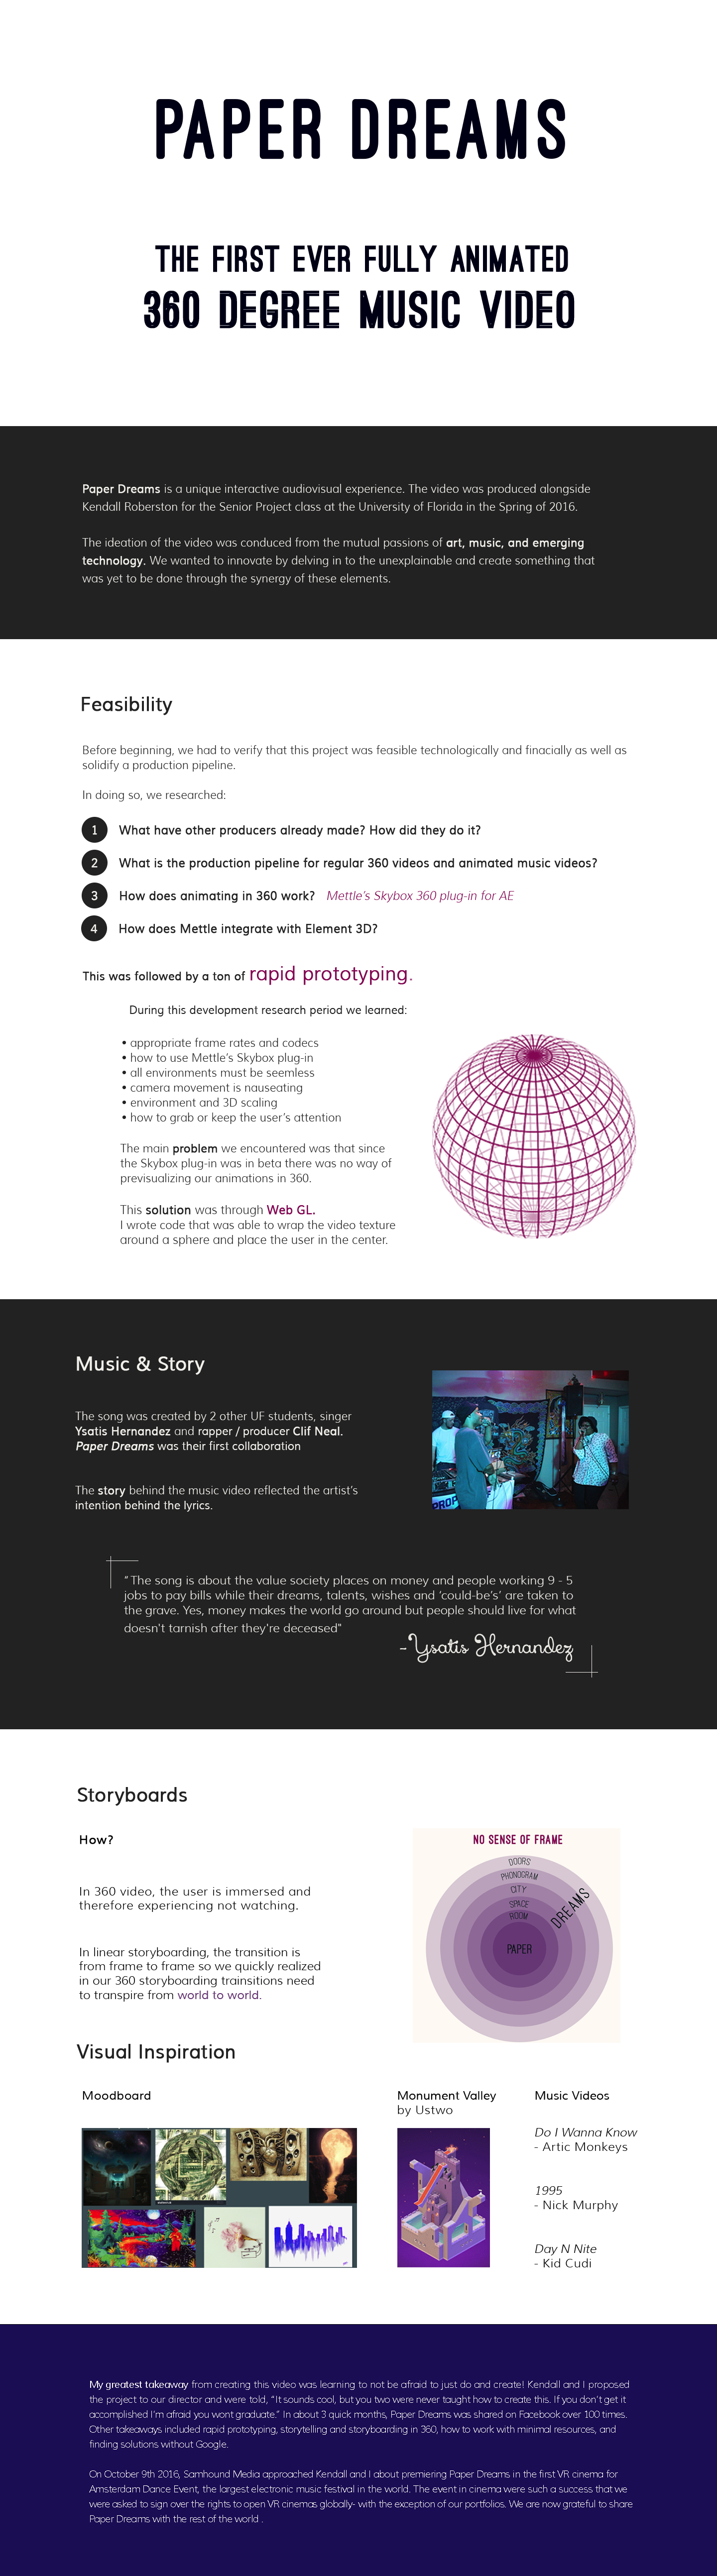 PAPER DREAMS
THE FIRST EVER FULLY ANIMATED
360 DEGREE MUSIC VIDEO
Paper Dreams is a unique interactive audiovisual experience. The video was produced alongside
Kendall Roberston for the Senior Project class at the University of Florida in the Spring of 2016.
The ideation of the video was conduced from the mutual passions of art, music, and emerging
technology. We wanted to innovate by delving in to the unexplainable and create something that
was yet to be done through the synergy of these elements.
Feasibility
Before beginning, we had to verify that this project was feasible technologically and finacially as well as
solidify a production pipeline.
In doing so, we researched:
1 What have other producers already made? How did they do it?
2 What is the production pipeline for regular 360 videos and animated music videos?
3 How does animating in 360 work? Mettle's Skybox 360 plug-in for AE
4 How does Mettle integrate with Element 3D?
This was followed by a ton of rapid prototyping.
During this development research period we learned:
• appropriate frame rates and codecs
• how to use Mettle's Skybox plug-in
• all environments must be seemless
• camera movement is nauseating
• environment and 3D scaling
• how to grab or keep the user's attention
The main problem we encountered was that since
the Skybox plug-in was in beta there was no way of
previsualizing our animations in 360.
This solution was through Web GL.
I wrote code that was able to wrap the video texture
around a sphere and place the user in the center.
Music & Story
The song was created by 2 other UF students, singer
Ysatis Hernandez and rapper / producer Clif Neal.
Paper Dreams was their first collaboration
The story behind the music video reflected the artist's
intention behind the lyrics.
PROP
"The song is about the value society places on money and people working 9 - 5
jobs to pay bills while their dreams, talents, wishes and 'could-be's' are taken to
the grave. Yes, money makes the world go around but people should live for what
doesn't tarnish after they're deceased"
- Ysatis Hernandez
Storyboards
How?
In 360 video, the user is immersed and
therefore experiencing not watching.
In linear storyboarding, the transition is
from frame to frame so we quickly realized
in our 360 storyboarding trainsitions need
to transpire from world to world.
NO SENSE OF FRAME
DOORS
PHONOGRAM
CITY
SPACE
ROOM
DREAMS
PAPER
Visual Inspiration
Moodboard
Monument Valley
by Ustwo
Music Videos
Do I Wanna Know
- Artic Monkeys
1995
- Nick Murphy
Day N Nite
- Kid Cudi
My greatest takeaway from creating this video was learning to not be afraid to just do and create! Kendall and I proposed
the project to our director and were told, "It sounds cool, but you two were never taught how to create this. If you don't get it
accomplished I'm afraid you wont graduate." In about 3 quick months, Paper Dreams was shared on Facebook over 100 times.
Other takeaways included rapid prototyping, storytelling and storyboarding in 360, how to work with minimal resources, and
finding solutions without Google.
On October 9th 2016, Samhound Media approached Kendall and I about premiering Paper Dreams in the first VR cinema for
Amsterdam Dance Event, the largest electronic music festival in the world. The event in cinema were such a success that we
were asked to sign over the rights to open VR cinemas globally- with the exception of our portfolios. We are now grateful to share
Paper Dreams with the rest of the world .